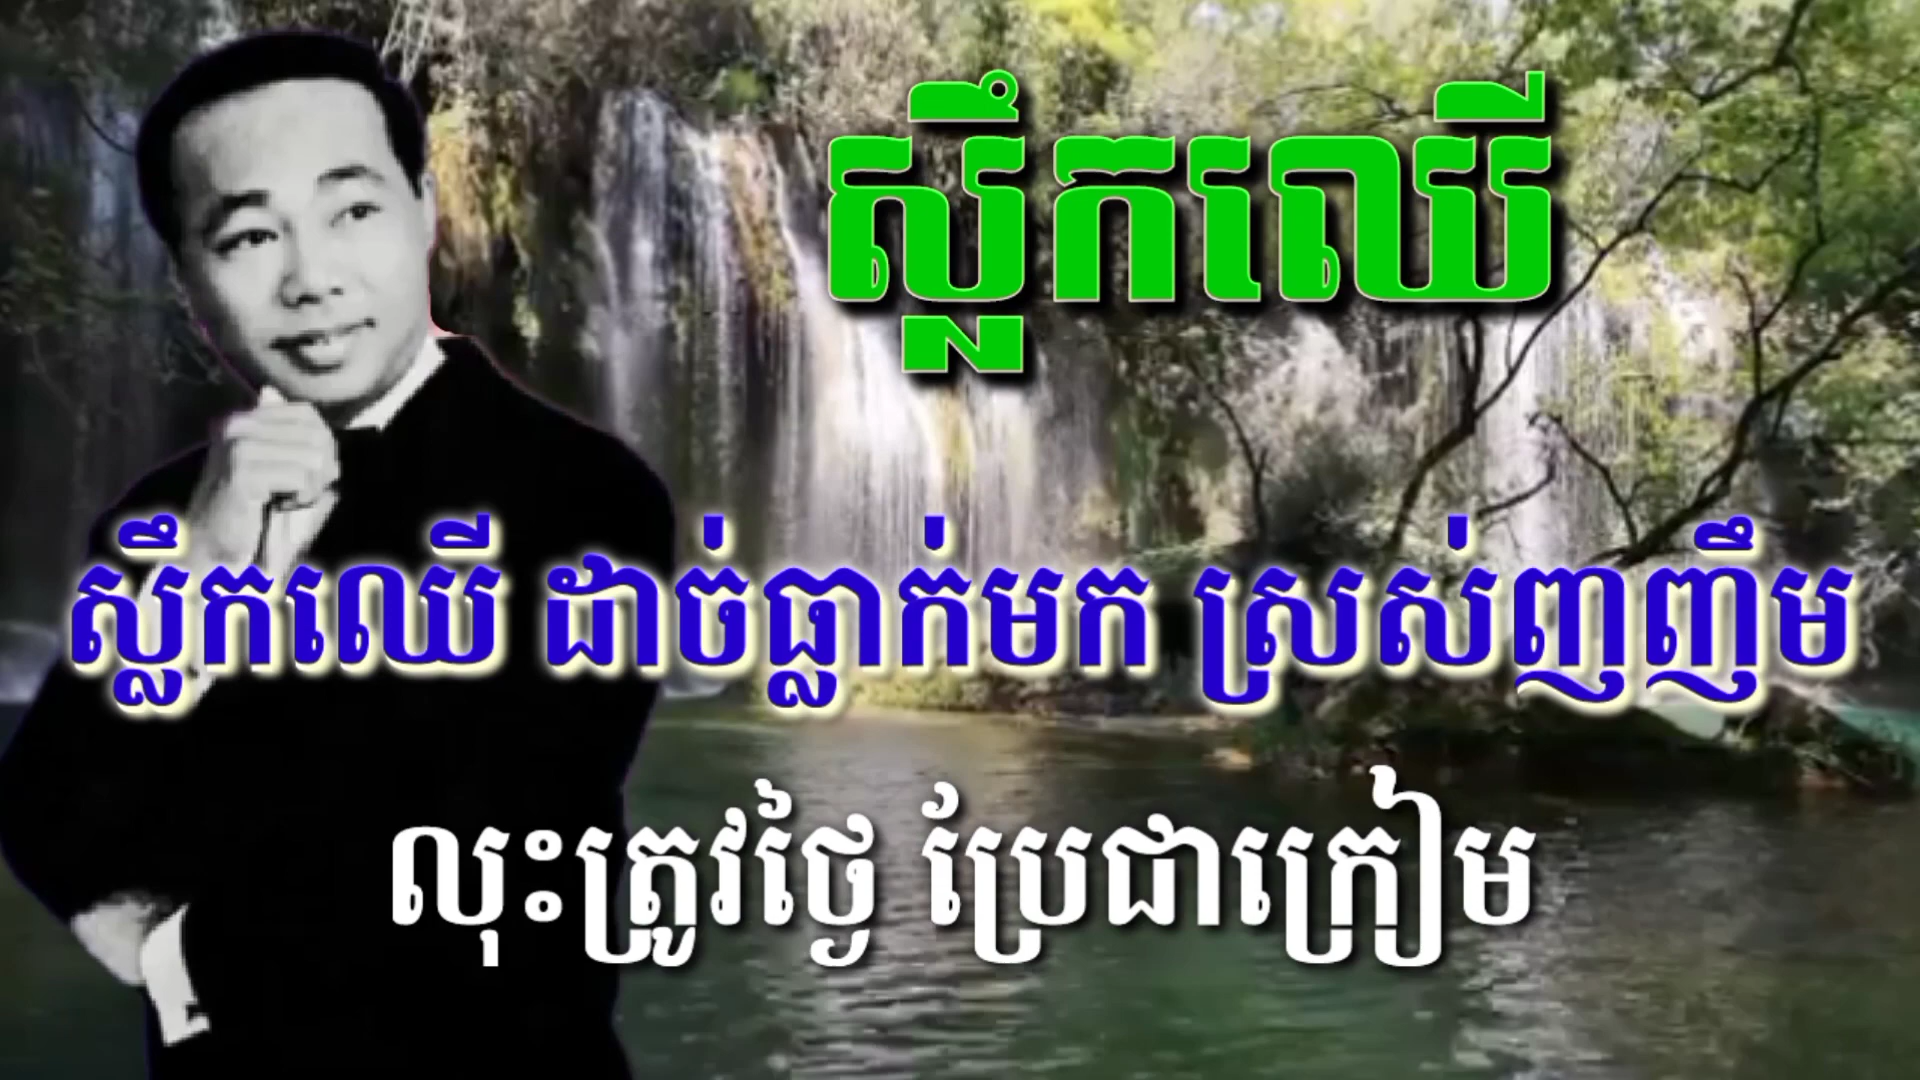 ស្លឹកឈើ
ស្លឹកឈើ ដាច់ធ្លាក់មក ស្រស់ញញឹម
លុះត្រូវថ្ងៃ ប្រែជាក្រៀម